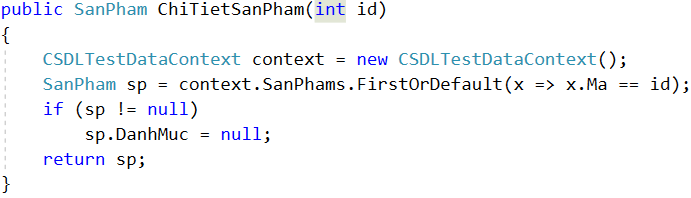 public SanPham ChiTietSanPham(int id)
{
CSDLTestDataContext context = new CSDLTestDataContext();
SanPham sp = context.SanPhams.FirstOrDefault(x => x.Ma == id);
if (sp != null)
sp.DanhMuc = null;
return sp;
}